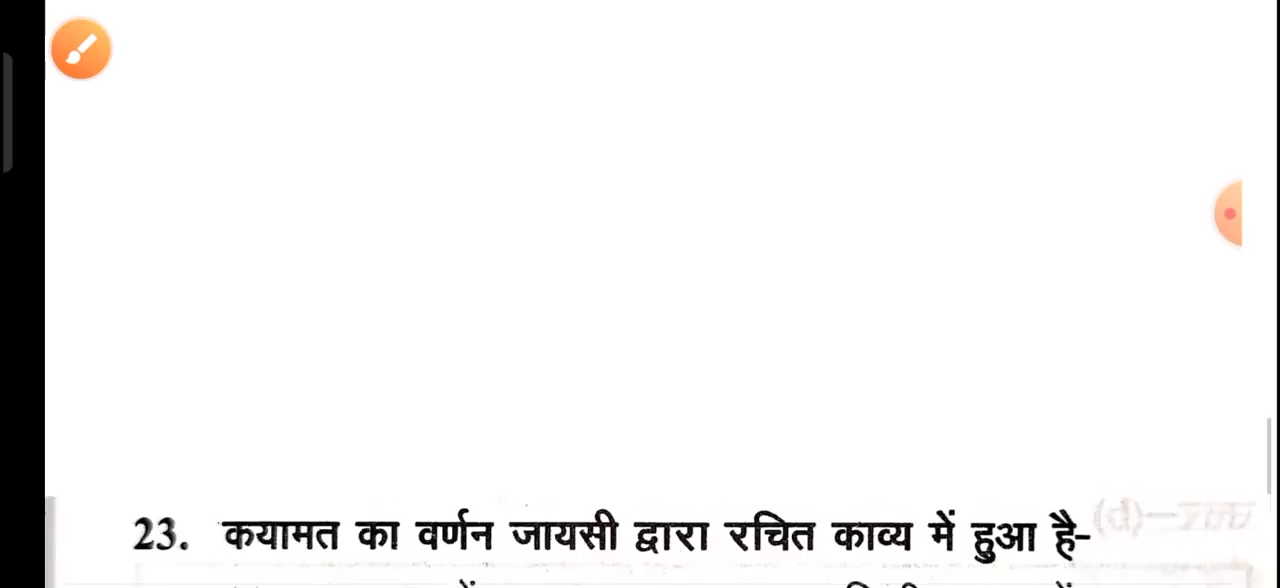 23. कयामत का वर्णन जायसी द्वारा रचित काव्य में हुआ है-